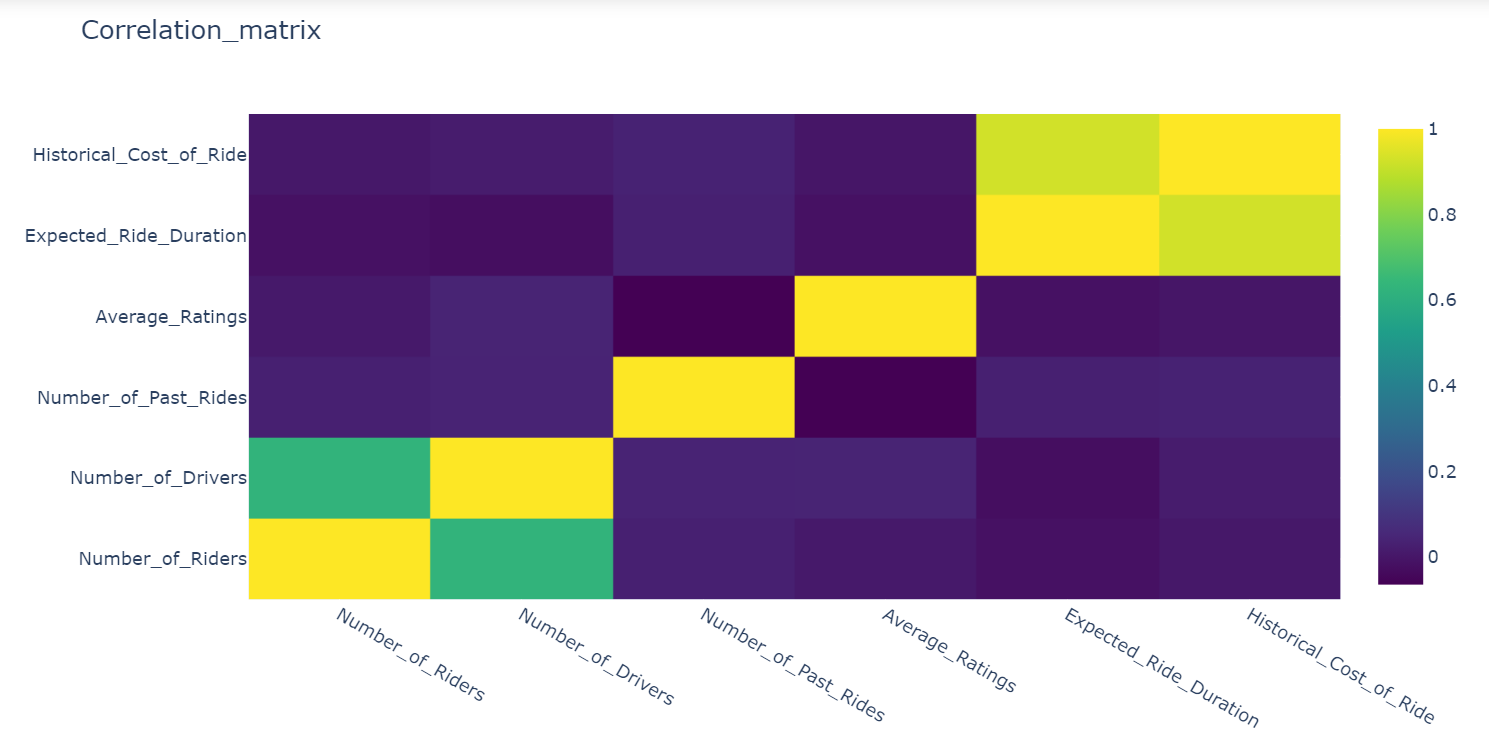 Correlation_matrix
Historical_Cost_of_Ride
Expected_Ride_Duration
Average_Ratings
Number_of_Past_Rides
Number_of_Drivers
Number_of_Riders
Number_of_Riders
Number_of_Drivers
Number_of_Past_Rides
Average_Ratings
Expected_Ride_Duration
Historical_Cost_of_Ride
1
0.8
0.6
0.4
0.2
0